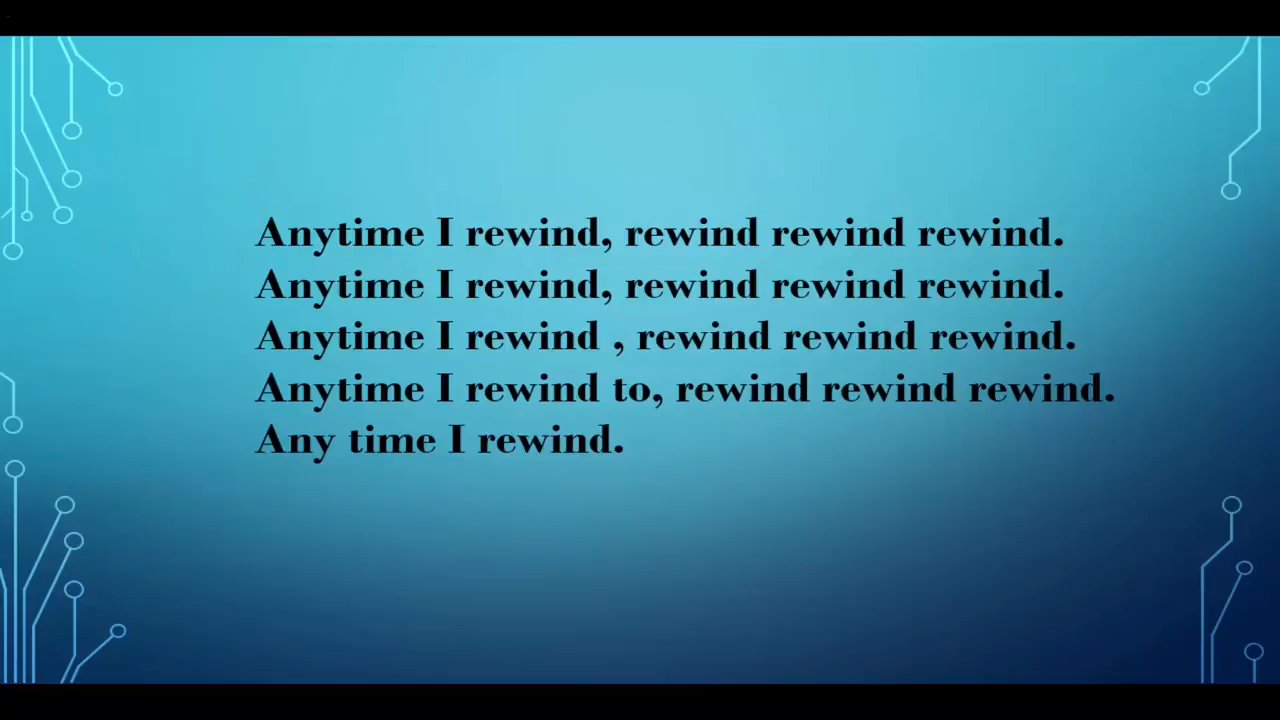 Anytime I rewind, rewind rewind rewind.
Anytime I rewind, rewind rewind rewind.
Anytime I rewind , rewind rewind rewind.
Anytime I rewind to, rewind rewind rewind.
Any time I rewind.